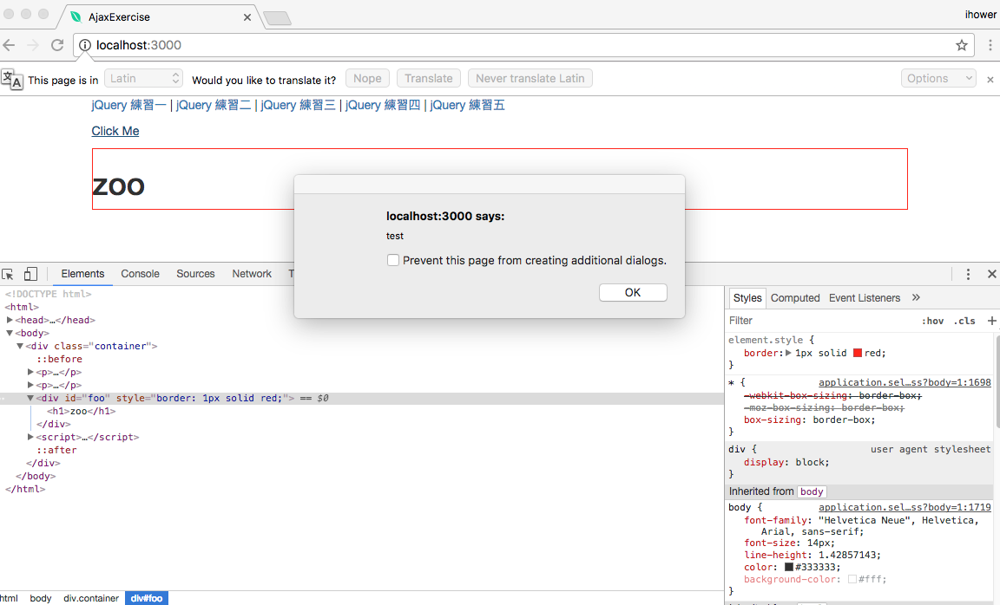 AjaxExercise
ihower
localhost:3000
This page is in Latin Would you like to translate it? Nope Translate Never translate Latin Options
jQuery 練習一 | jQuery 練習二 | jQuery 練習三 | jQuery 練習四 | jQuery 練習五
Click Me
zoo
localhost:3000 says:
test
Prevent this page from creating additional dialogs.
OK
Elements Console Sources Network T
<!DOCTYPE html>
<html>
▶<head>…</head>
▼<body>
▼<div class="container">
::before
▶<p>…</p>
▶<p>…</p>
▼<div id="foo" style="border: 1px solid red;"> == $0
<h1>zoo</h1>
</div>
▶<script>…</script>
::after
</div>
</body>
</html>
html body div.container div#foo
Styles Computed Event Listeners »
Filter :hov .cls +
element.style {
border:▶1px solid red;
}
* { application.sel…ss?body=1:1698
-webkit-box-sizing: border-box;
-moz-box-sizing: border-box;
box-sizing: border-box;
}
div { user agent stylesheet
display: block;
}
Inherited from body
body { application.sel…ss?body=1:1719
font-family: "Helvetica Neue", Helvetica,
Arial, sans-serif;
font-size: 14px;
line-height: 1.42857143;
color: #333333;
background-color: #fff;
}